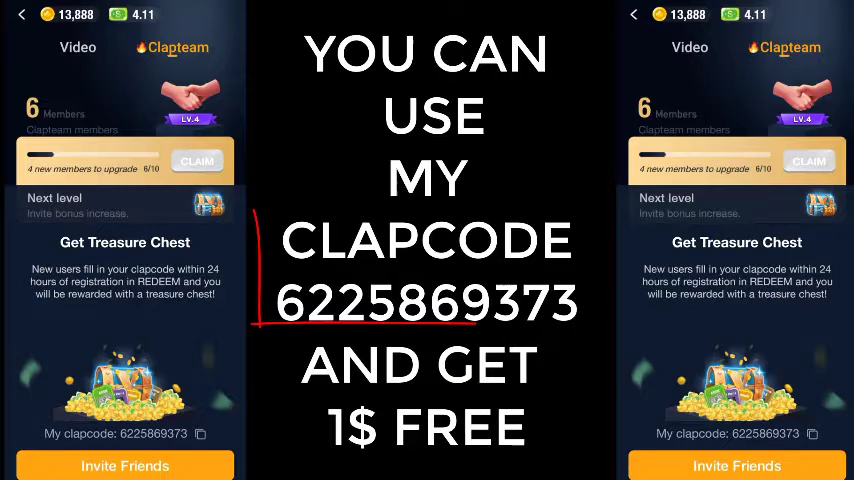 13,888 4.11
Video 🔥Clapteam
6 Members
LV.4
Clapteam members
4 new members to upgrade 6/10 CLAIM
Next level
Invite bonus increase.
Get Treasure Chest
New users fill in your clapcode within 24
hours of registration in REDEEM and you
will be rewarded with a treasure chest!
My clapcode: 6225869373
Invite Friends
YOU CAN
USE
MY
CLAPCODE
6225869373
AND GET
1$ FREE
13,888 4.11
Video 🔥Clapteam
6 Members
LV.4
Clapteam members
4 new members to upgrade 6/10 CLAIM
Next level
Invite bonus increase.
Get Treasure Chest
New users fill in your clapcode within 24
hours of registration in REDEEM and you
will be rewarded with a treasure chest!
My clapcode: 6225869373
Invite Friends